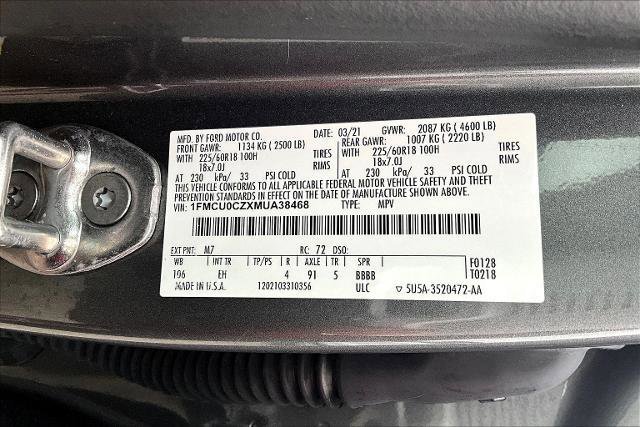 MFD. BY FORD MOTOR CO. DATE: 03/21 GVWR: 2087 KG ( 4600 LB)
FRONT GAWR: 1134 KG ( 2500 LB) REAR GAWR: 1007 KG ( 2220 LB)
WITH 225/60R18 100H TIRES WITH 225/60R18 100H TIRES
18x7.0J RIMS 18x7.0J RIMS
AT 230 kPa/ 33 PSI COLD AT 230 kPa/ 33 PSI COLD
THIS VEHICLE CONFORMS TO ALL APPLICABLE FEDERAL MOTOR VEHICLE SAFETY AND THEFT
PREVENTION STANDARDS IN EFFECT ON THE DATE OF MANUFACTURE SHOWN ABOVE.
VIN: 1FMCU0CZXMUA38468 TYPE: MPV
EXT PNT: M7 RC: 72 DSO:
WB INT TR TP/PS R AXLE TR SPR F0128
106 EH 4 91 5 BBBB T0218
MADE IN U.S.A. 1202103310356 ULC 5U5A-3520472-AA